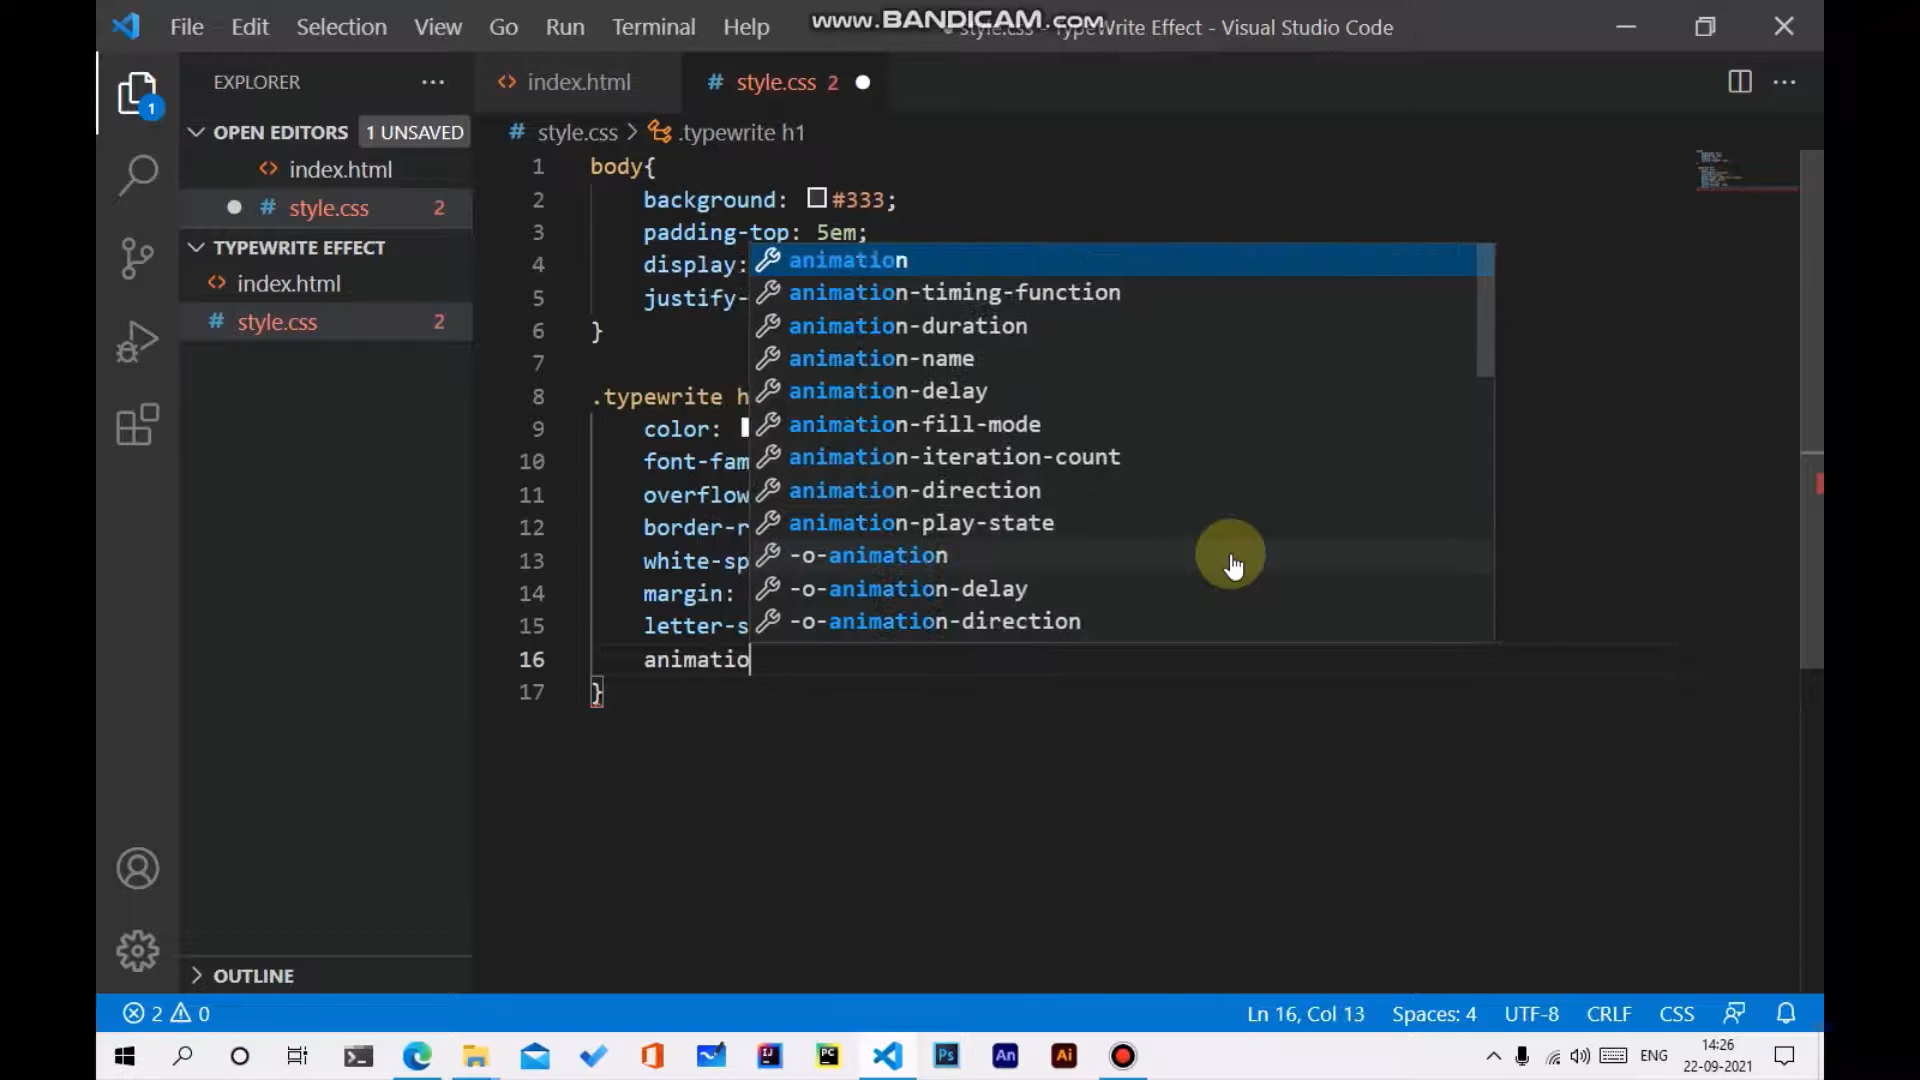 File Edit Selection View Go Run Terminal Help
www.BANDICAM.com
style.css - TypeWrite Effect - Visual Studio Code
EXPLORER
index.html
style.css 2
OPEN EDITORS 1 UNSAVED
index.html
style.css 2
TYPEWRITE EFFECT
index.html
style.css 2
OUTLINE
style.css > .typewrite h1
1 body{
2 background: #333;
3 padding-top: 5em;
4 display:
5 justify-
6 }
7
8 .typewrite h
9 color:
10 font-fam
11 overflow
12 border-r
13 white-sp
14 margin:
15 letter-s
16 animatio
17 }
animation
animation-timing-function
animation-duration
animation-name
animation-delay
animation-fill-mode
animation-iteration-count
animation-direction
animation-play-state
-o-animation
-o-animation-delay
-o-animation-direction
2 0
Ln 16, Col 13 Spaces: 4 UTF-8 CRLF CSS
Ps An Ai
ENG
14:26
22-09-2021